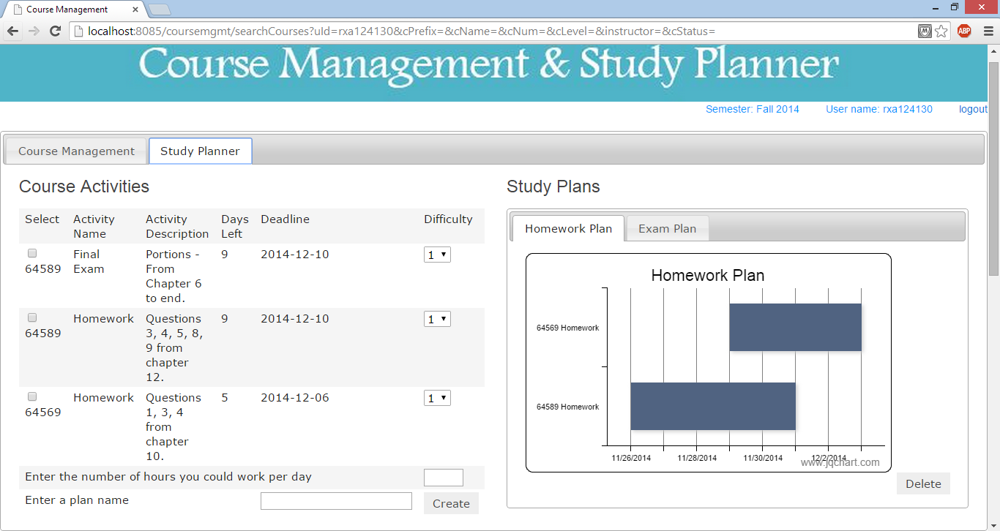 Course Management
localhost:8085/coursemgmt/searchCourses?uId=rxa124130&cPrefix=&cName=&cNum=&cLevel=&instructor=&cStatus=
ABP
Course Management & Study Planner
Semester: Fall 2014 User name: rxa124130 logout
Course Management Study Planner
Course Activities
Select Activity Name Activity Description Days Left Deadline Difficulty
64589 Final Exam Portions - From Chapter 6 to end. 9 2014-12-10 1
64589 Homework Questions 3, 4, 5, 8, 9 from chapter 12. 9 2014-12-10 1
64569 Homework Questions 1, 3, 4 from chapter 10. 5 2014-12-06 1
Enter the number of hours you could work per day
Enter a plan name Create
Study Plans
Homework Plan Exam Plan
Homework Plan
64569 Homework
64589 Homework
11/26/2014 11/28/2014 11/30/2014 12/2/2014
www.jqchart.com
Delete